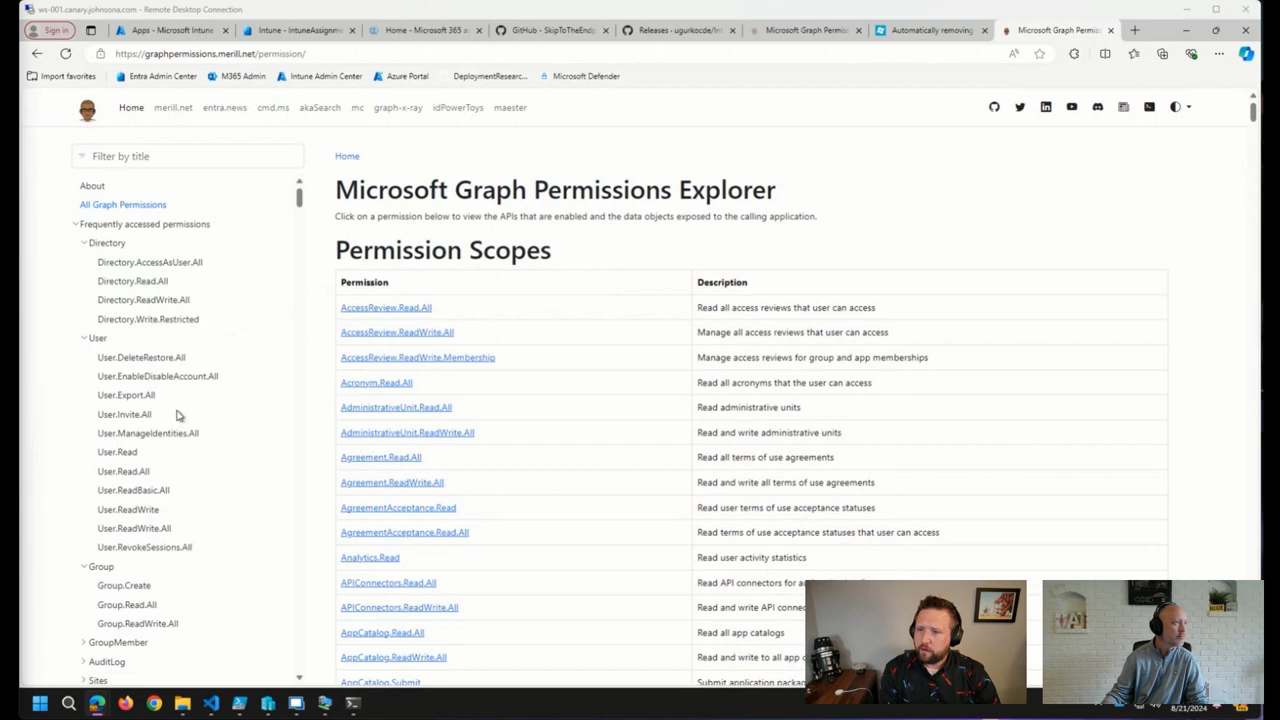 ws-001.canary.johnsona.com - Remote Desktop Connection
Sign in
Apps - Microsoft Intune
Intune - IntuneAssignme
Home - Microsoft 365 a
GitHub - SkipToTheEndp
Releases - ugurkocde/Int
Microsoft Graph Permiss
Automatically removing
Microsoft Graph Permiss
https://graphpermissions.merill.net/permission/
Import favorites
Entra Admin Center
M365 Admin
Intune Admin Center
Azure Portal
DeploymentResearc...
Microsoft Defender
Home
merill.net
entra.news
cmd.ms
akaSearch
mc
graph-x-ray
idPowerToys
maester
Filter by title
About
All Graph Permissions
Frequently accessed permissions
Directory
Directory.AccessAsUser.All
Directory.Read.All
Directory.ReadWrite.All
Directory.Write.Restricted
User
User.DeleteRestore.All
User.EnableDisableAccount.All
User.Export.All
User.Invite.All
User.ManageIdentities.All
User.Read
User.Read.All
User.ReadBasic.All
User.ReadWrite
User.ReadWrite.All
User.RevokeSessions.All
Group
Group.Create
Group.Read.All
Group.ReadWrite.All
GroupMember
AuditLog
Sites
Home
Microsoft Graph Permissions Explorer
Click on a permission below to view the APIs that are enabled and the data objects exposed to the calling application.
Permission Scopes
Permission Description
AccessReview.Read.All Read all access reviews that user can access
AccessReview.ReadWrite.All Manage all access reviews that user can access
AccessReview.ReadWrite.Membership Manage access reviews for group and app memberships
Acronym.Read.All Read all acronyms that the user can access
AdministrativeUnit.Read.All Read administrative units
AdministrativeUnit.ReadWrite.All Read and write administrative units
Agreement.Read.All Read all terms of use agreements
Agreement.ReadWrite.All Read and write all terms of use agreements
AgreementAcceptance.Read Read user terms of use acceptance statuses
AgreementAcceptance.Read.All Read terms of use acceptance statuses that user can access
Analytics.Read Read user activity statistics
APIConnectors.Read.All Read API connectors for au
APIConnectors.ReadWrite.All Read and write API connec
AppCatalog.Read.All Read all app catalogs
AppCatalog.ReadWrite.All Read and write to all app c
AppCatalog.Submit Submit application packag
8/21/2024